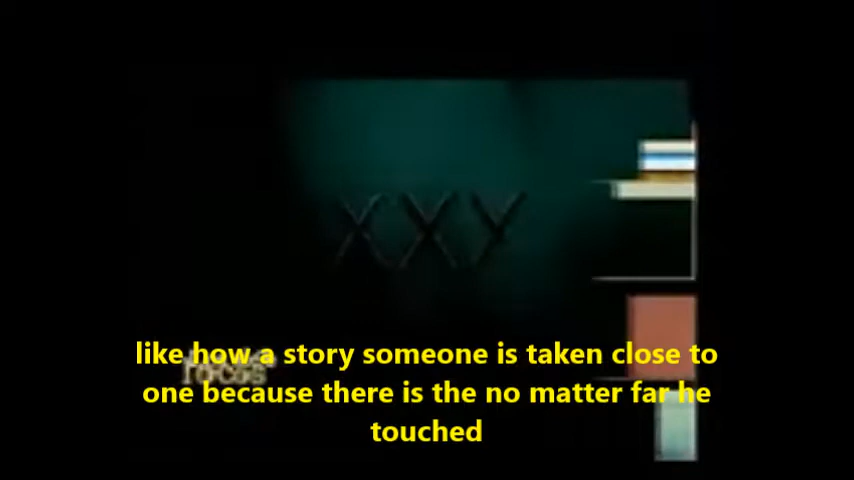 XXY
like how a story someone is taken close to
one because there is the no matter far he
touched